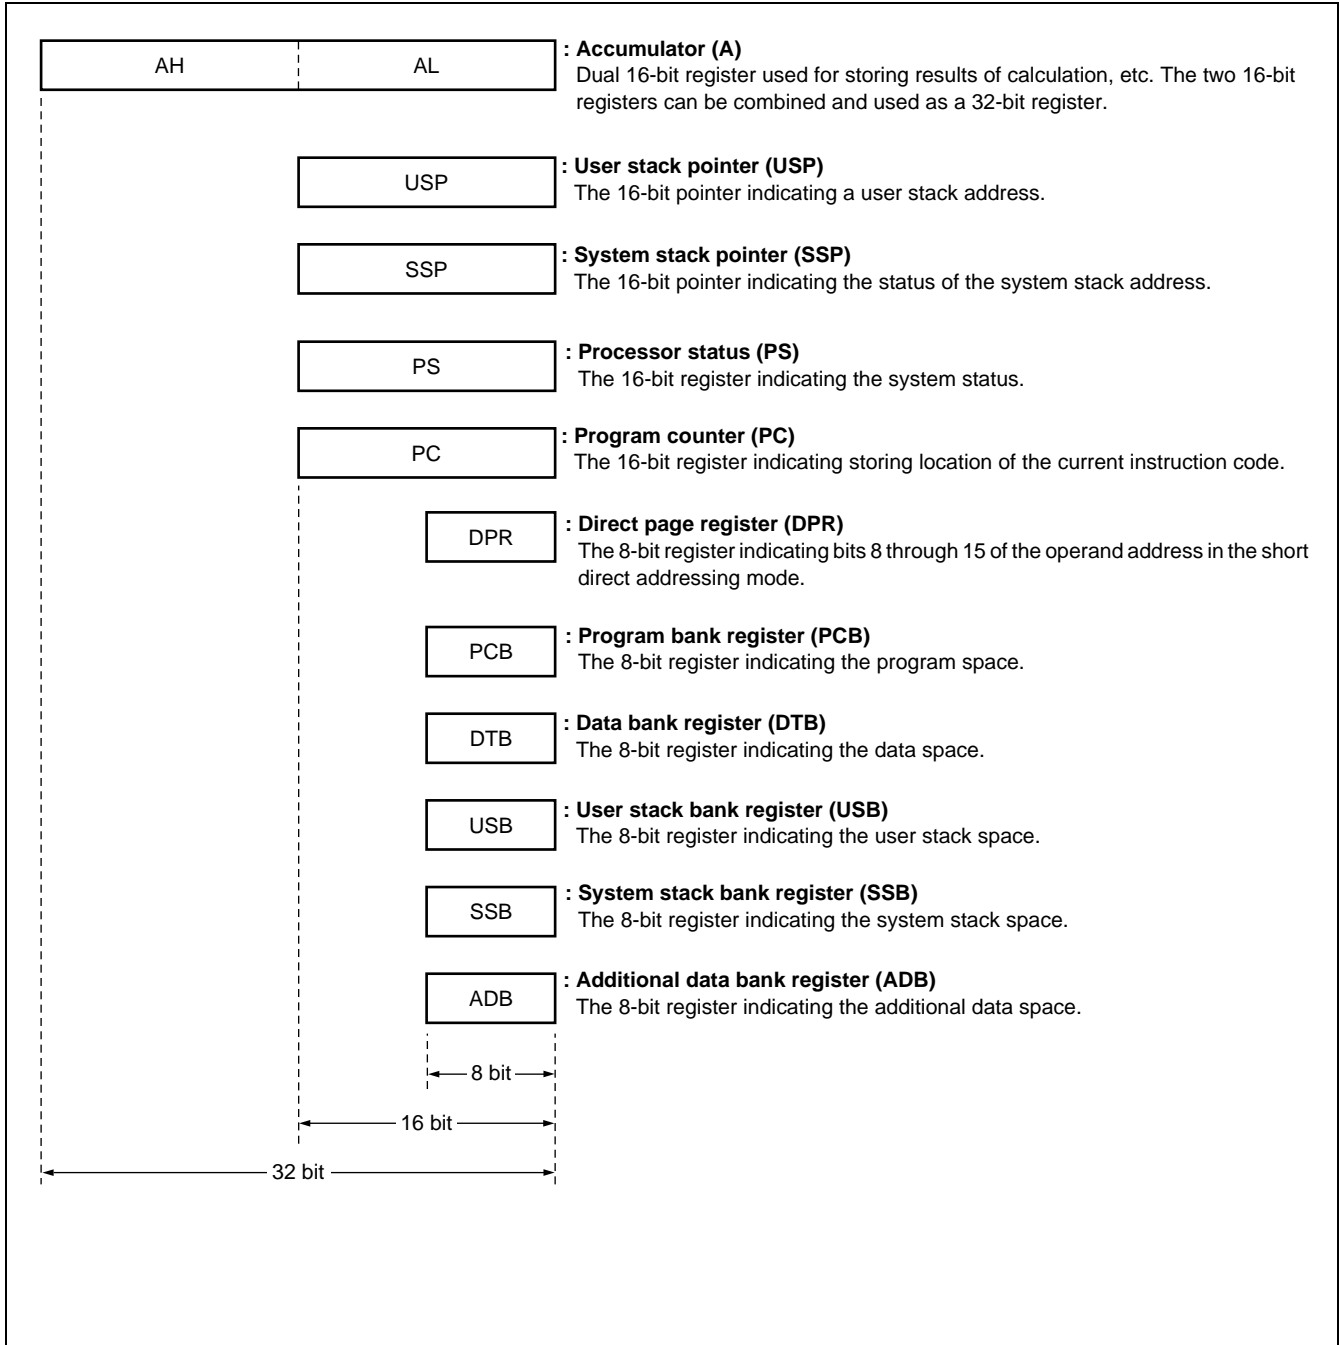 AH AL : Accumulator (A)
Dual 16-bit register used for storing results of calculation, etc. The two 16-bit
registers can be combined and used as a 32-bit register.
USP : User stack pointer (USP)
The 16-bit pointer indicating a user stack address.
SSP : System stack pointer (SSP)
The 16-bit pointer indicating the status of the system stack address.
PS : Processor status (PS)
The 16-bit register indicating the system status.
PC : Program counter (PC)
The 16-bit register indicating storing location of the current instruction code.
DPR : Direct page register (DPR)
The 8-bit register indicating bits 8 through 15 of the operand address in the short
direct addressing mode.
PCB : Program bank register (PCB)
The 8-bit register indicating the program space.
DTB : Data bank register (DTB)
The 8-bit register indicating the data space.
USB : User stack bank register (USB)
The 8-bit register indicating the user stack space.
SSB : System stack bank register (SSB)
The 8-bit register indicating the system stack space.
ADB : Additional data bank register (ADB)
The 8-bit register indicating the additional data space.
8 bit
16 bit
32 bit